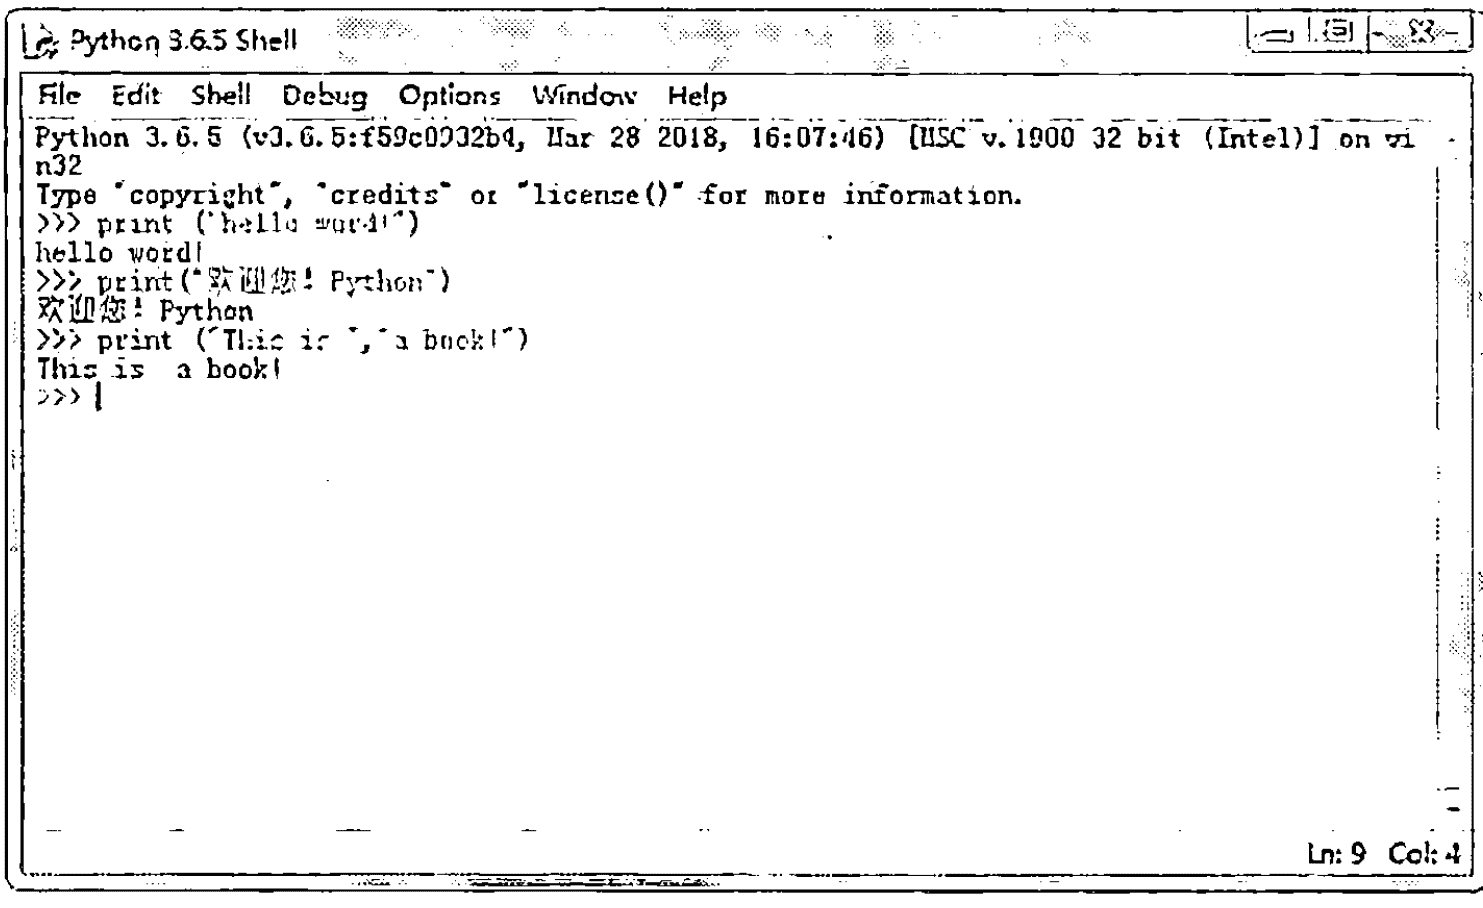 Python 3.6.5 Shell
File Edit Shell Debug Options Window Help
Python 3.6.5 (v3.6.5:f59c0932b4, Mar 28 2018, 16:07:46) [MSC v.1900 32 bit (Intel)] on wi
n32
Type "copyright", "credits" or "license()" for more information.
>>> print ("hello word!")
hello word!
>>> print("欢迎您! Python")
欢迎您! Python
>>> print ("This is ","a book!")
This is  a book!
>>>
Ln: 9 Col: 4